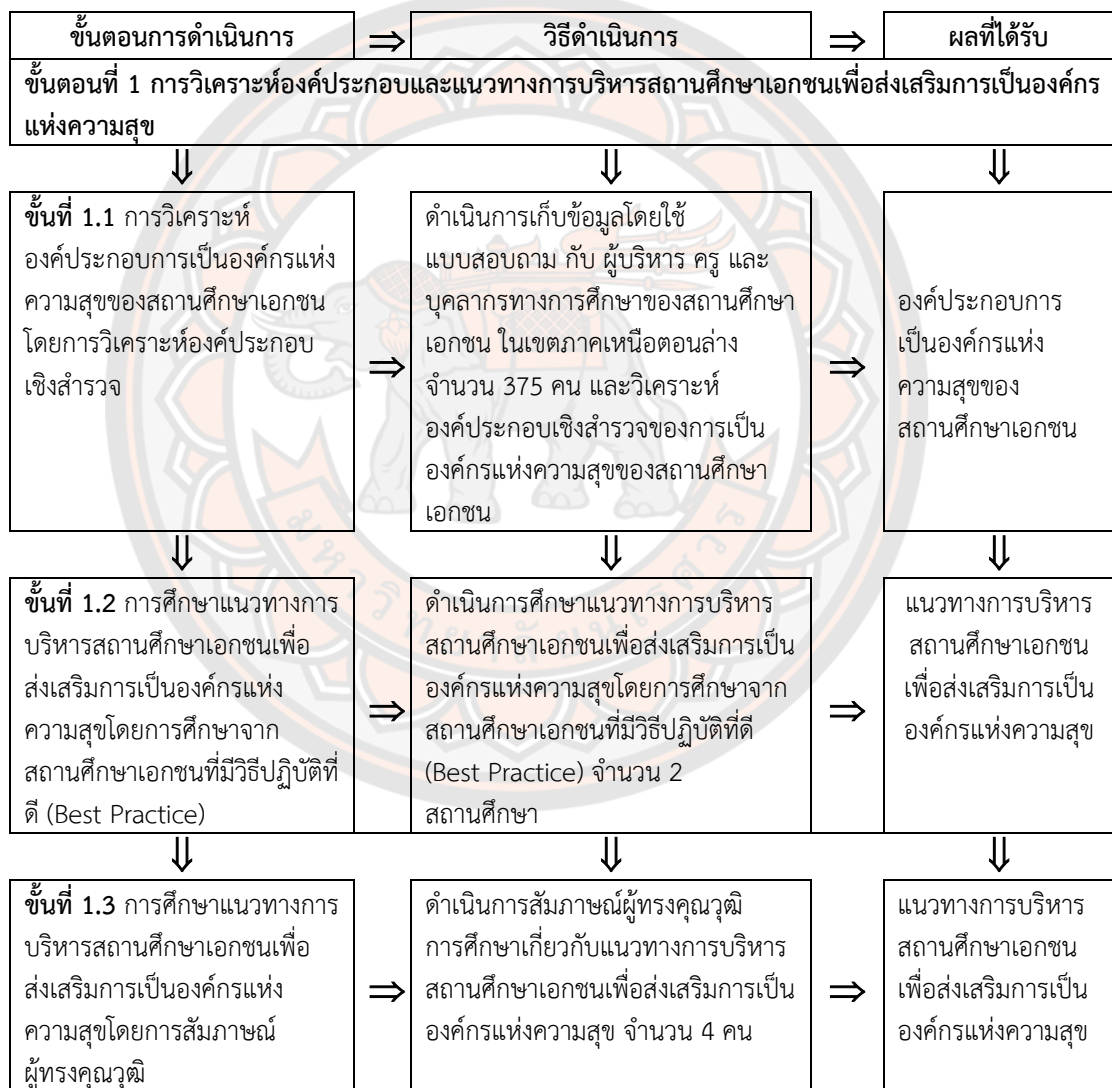 ขั้นตอนการดำเนินการ ⇒ วิธีดำเนินการ ⇒ ผลที่ได้รับ
ขั้นตอนที่ 1 การวิเคราะห์องค์ประกอบและแนวทางการบริหารสถานศึกษาเอกชนเพื่อส่งเสริมการเป็นองค์กร
แห่งความสุข
ขั้นที่ 1.1 การวิเคราะห์
องค์ประกอบการเป็นองค์กรแห่ง
ความสุขของสถานศึกษาเอกชน
โดยการวิเคราะห์องค์ประกอบ
เชิงสำรวจ
ดำเนินการเก็บข้อมูลโดยใช้
แบบสอบถาม กับ ผู้บริหาร ครู และ
บุคลากรทางการศึกษาของสถานศึกษา
เอกชน ในเขตภาคเหนือตอนล่าง
จำนวน 375 คน และวิเคราะห์
องค์ประกอบเชิงสำรวจของการเป็น
องค์กรแห่งความสุขของสถานศึกษา
เอกชน
องค์ประกอบการ
เป็นองค์กรแห่ง
ความสุขของ
สถานศึกษาเอกชน
ขั้นที่ 1.2 การศึกษาแนวทางการ
บริหารสถานศึกษาเอกชนเพื่อ
ส่งเสริมการเป็นองค์กรแห่ง
ความสุขโดยการศึกษาจาก
สถานศึกษาเอกชนที่มีวิธีปฏิบัติที่
ดี (Best Practice)
ดำเนินการศึกษาแนวทางการบริหาร
สถานศึกษาเอกชนเพื่อส่งเสริมการเป็น
องค์กรแห่งความสุขโดยการศึกษาจาก
สถานศึกษาเอกชนที่มีวิธีปฏิบัติที่ดี
(Best Practice) จำนวน 2
สถานศึกษา
แนวทางการบริหาร
สถานศึกษาเอกชน
เพื่อส่งเสริมการเป็น
องค์กรแห่งความสุข
ขั้นที่ 1.3 การศึกษาแนวทางการ
บริหารสถานศึกษาเอกชนเพื่อ
ส่งเสริมการเป็นองค์กรแห่ง
ความสุขโดยการสัมภาษณ์
ผู้ทรงคุณวุฒิ
ดำเนินการสัมภาษณ์ผู้ทรงคุณวุฒิ
การศึกษาเกี่ยวกับแนวทางการบริหาร
สถานศึกษาเอกชนเพื่อส่งเสริมการเป็น
องค์กรแห่งความสุข จำนวน 4 คน
แนวทางการบริหาร
สถานศึกษาเอกชน
เพื่อส่งเสริมการเป็น
องค์กรแห่งความสุข
มหาวิทยาลัยนเรศวร